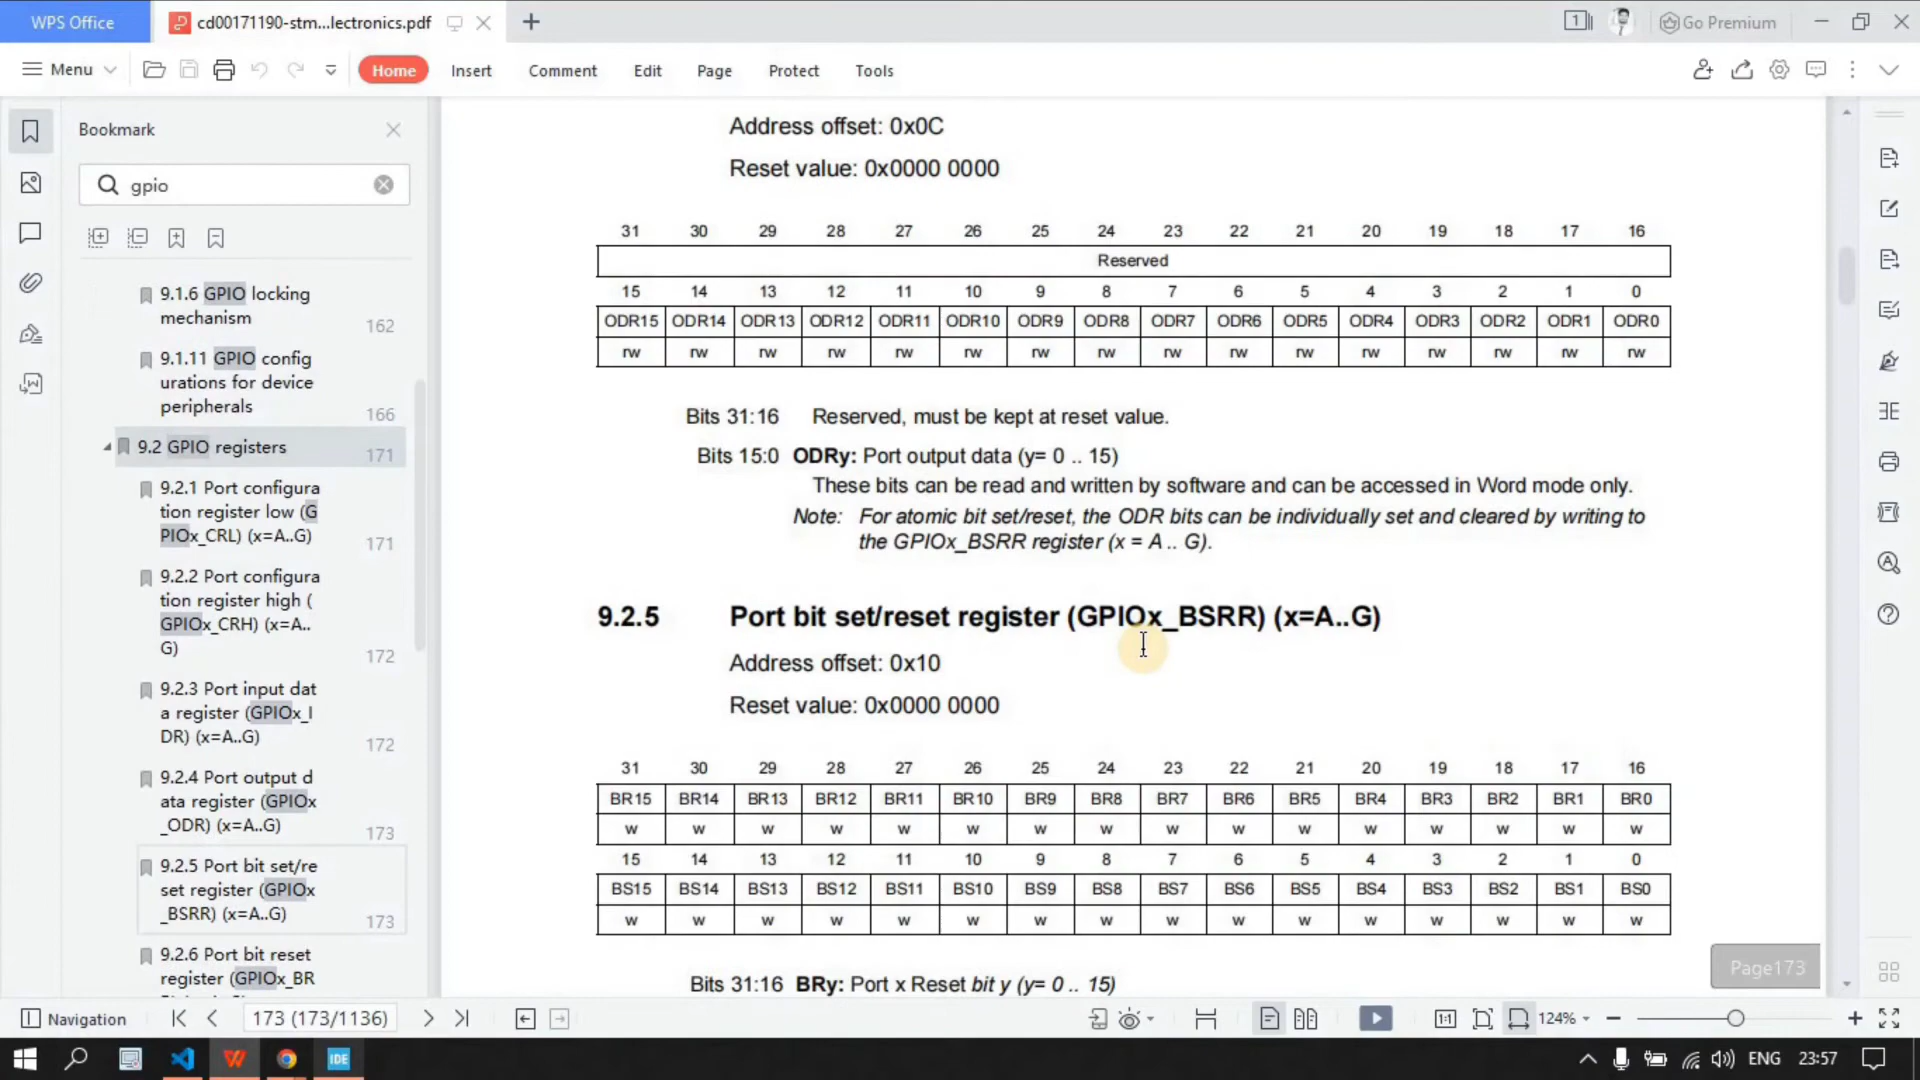 WPS Office
cd00171190-stm...lectronics.pdf
1
Go Premium
Menu
Home
Insert
Comment
Edit
Page
Protect
Tools
Bookmark
gpio
9.1.6 GPIO locking
mechanism
162
9.1.11 GPIO config
urations for device
peripherals
166
9.2 GPIO registers
171
9.2.1 Port configura
tion register low (G
PIOx_CRL) (x=A..G)
171
9.2.2 Port configura
tion register high (
GPIOx_CRH) (x=A..
G)
172
9.2.3 Port input dat
a register (GPIOx_I
DR) (x=A..G)
172
9.2.4 Port output d
ata register (GPIOx
_ODR) (x=A..G)
173
9.2.5 Port bit set/re
set register (GPIOx
_BSRR) (x=A..G)
173
9.2.6 Port bit reset
register (GPIOx_BR
Address offset: 0x0C
Reset value: 0x0000 0000
31 30 29 28 27 26 25 24 23 22 21 20 19 18 17 16
Reserved
15 14 13 12 11 10 9 8 7 6 5 4 3 2 1 0
ODR15 ODR14 ODR13 ODR12 ODR11 ODR10 ODR9 ODR8 ODR7 ODR6 ODR5 ODR4 ODR3 ODR2 ODR1 ODR0
rw rw rw rw rw rw rw rw rw rw rw rw rw rw rw rw
Bits 31:16 Reserved, must be kept at reset value.
Bits 15:0 ODRy: Port output data (y= 0 .. 15)
These bits can be read and written by software and can be accessed in Word mode only.
Note: For atomic bit set/reset, the ODR bits can be individually set and cleared by writing to
the GPIOx_BSRR register (x = A .. G).
9.2.5 Port bit set/reset register (GPIOx_BSRR) (x=A..G)
Address offset: 0x10
Reset value: 0x0000 0000
31 30 29 28 27 26 25 24 23 22 21 20 19 18 17 16
BR15 BR14 BR13 BR12 BR11 BR10 BR9 BR8 BR7 BR6 BR5 BR4 BR3 BR2 BR1 BR0
w w w w w w w w w w w w w w w w
15 14 13 12 11 10 9 8 7 6 5 4 3 2 1 0
BS15 BS14 BS13 BS12 BS11 BS10 BS9 BS8 BS7 BS6 BS5 BS4 BS3 BS2 BS1 BS0
w w w w w w w w w w w w w w w w
Bits 31:16 BRy: Port x Reset bit y (y= 0 .. 15)
Page173
Navigation
173 (173/1136)
1:1
124%
IDE
ENG
23:57